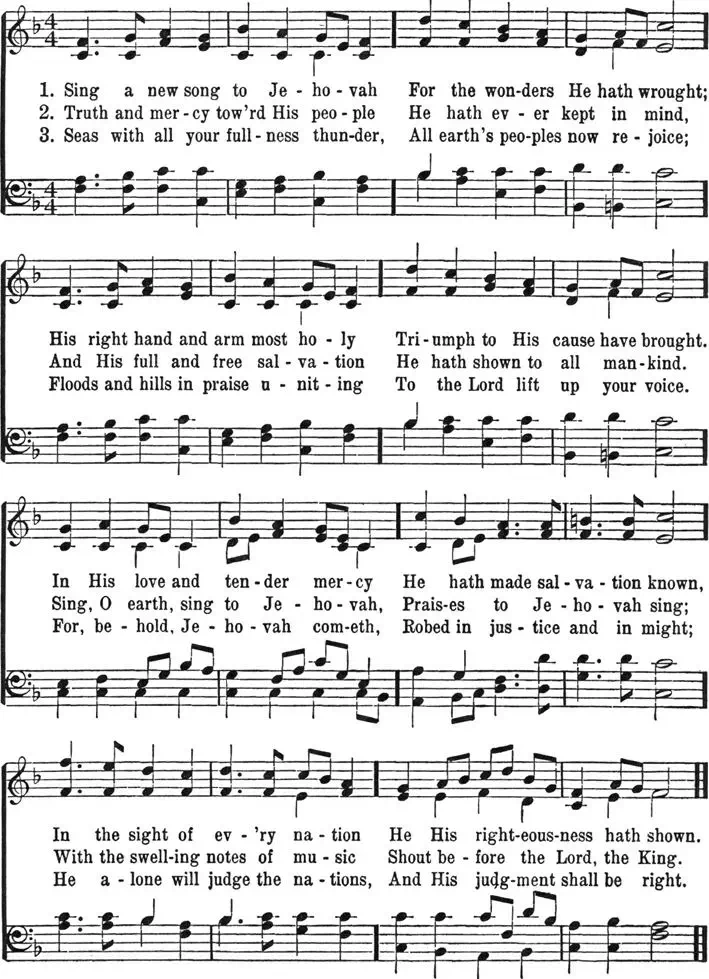 4 4
1. Sing a new song to Je - ho - vah For the won-ders He hath wrought;
2. Truth and mer - cy tow'rd His peo - ple He hath ev - er kept in mind,
3. Seas with all your full - ness thun-der, All earth's peo-ples now re - joice;
4 4
His right hand and arm most ho - ly Tri - umph to His cause have brought.
And His full and free sal - va - tion He hath shown to all man-kind.
Floods and hills in praise u - nit - ing To the Lord lift up your voice.
In His love and ten - der mer - cy He hath made sal - va - tion known,
Sing, O earth, sing to Je - ho - vah, Prais-es to Je - ho - vah sing;
For, be - hold, Je - ho - vah com-eth, Robed in jus - tice and in might;
In the sight of ev - 'ry na - tion He His right-eous-ness hath shown.
With the swell-ing notes of mu - sic Shout be - fore the Lord, the King.
He a - lone will judge the na - tions, And His judg-ment shall be right.